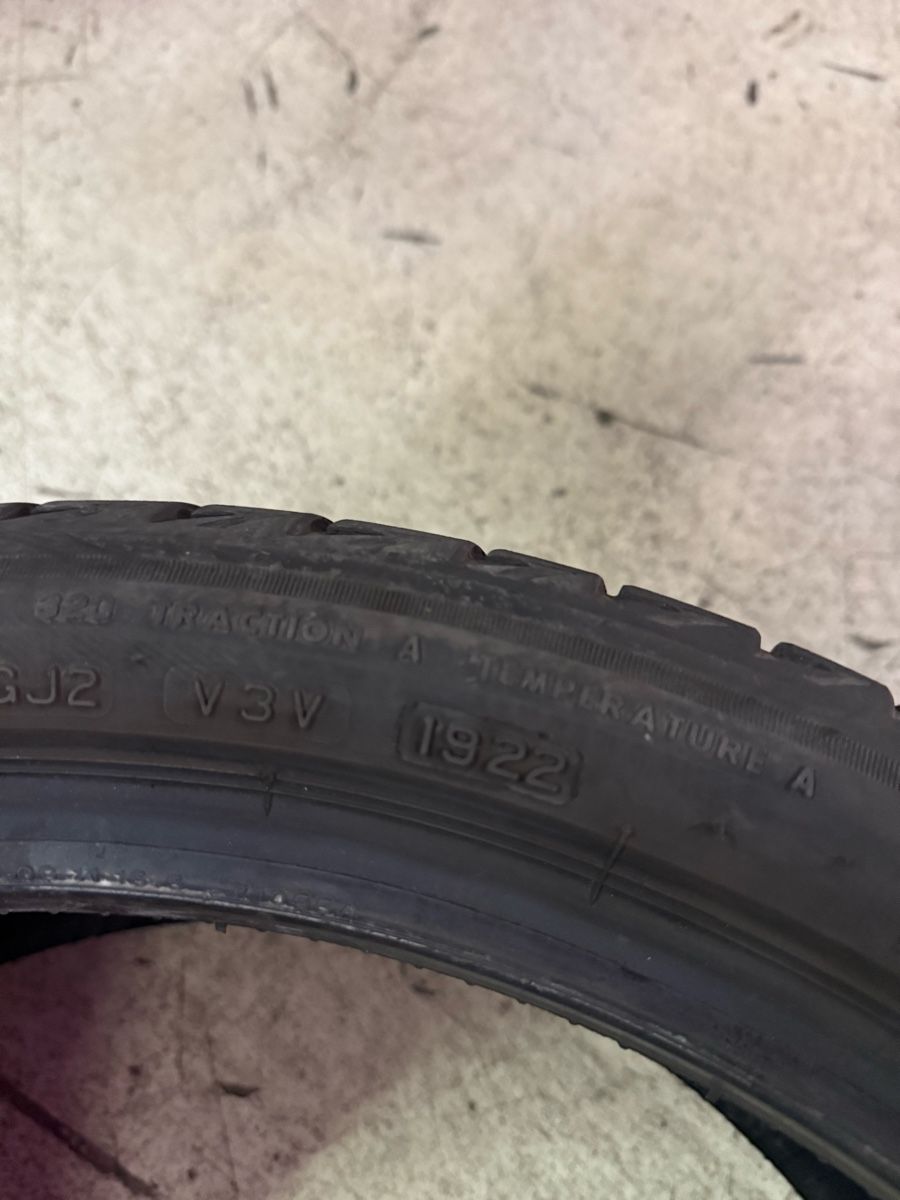 320 TRACTION A TEMPERATURE A
GJ2 V3V 1922